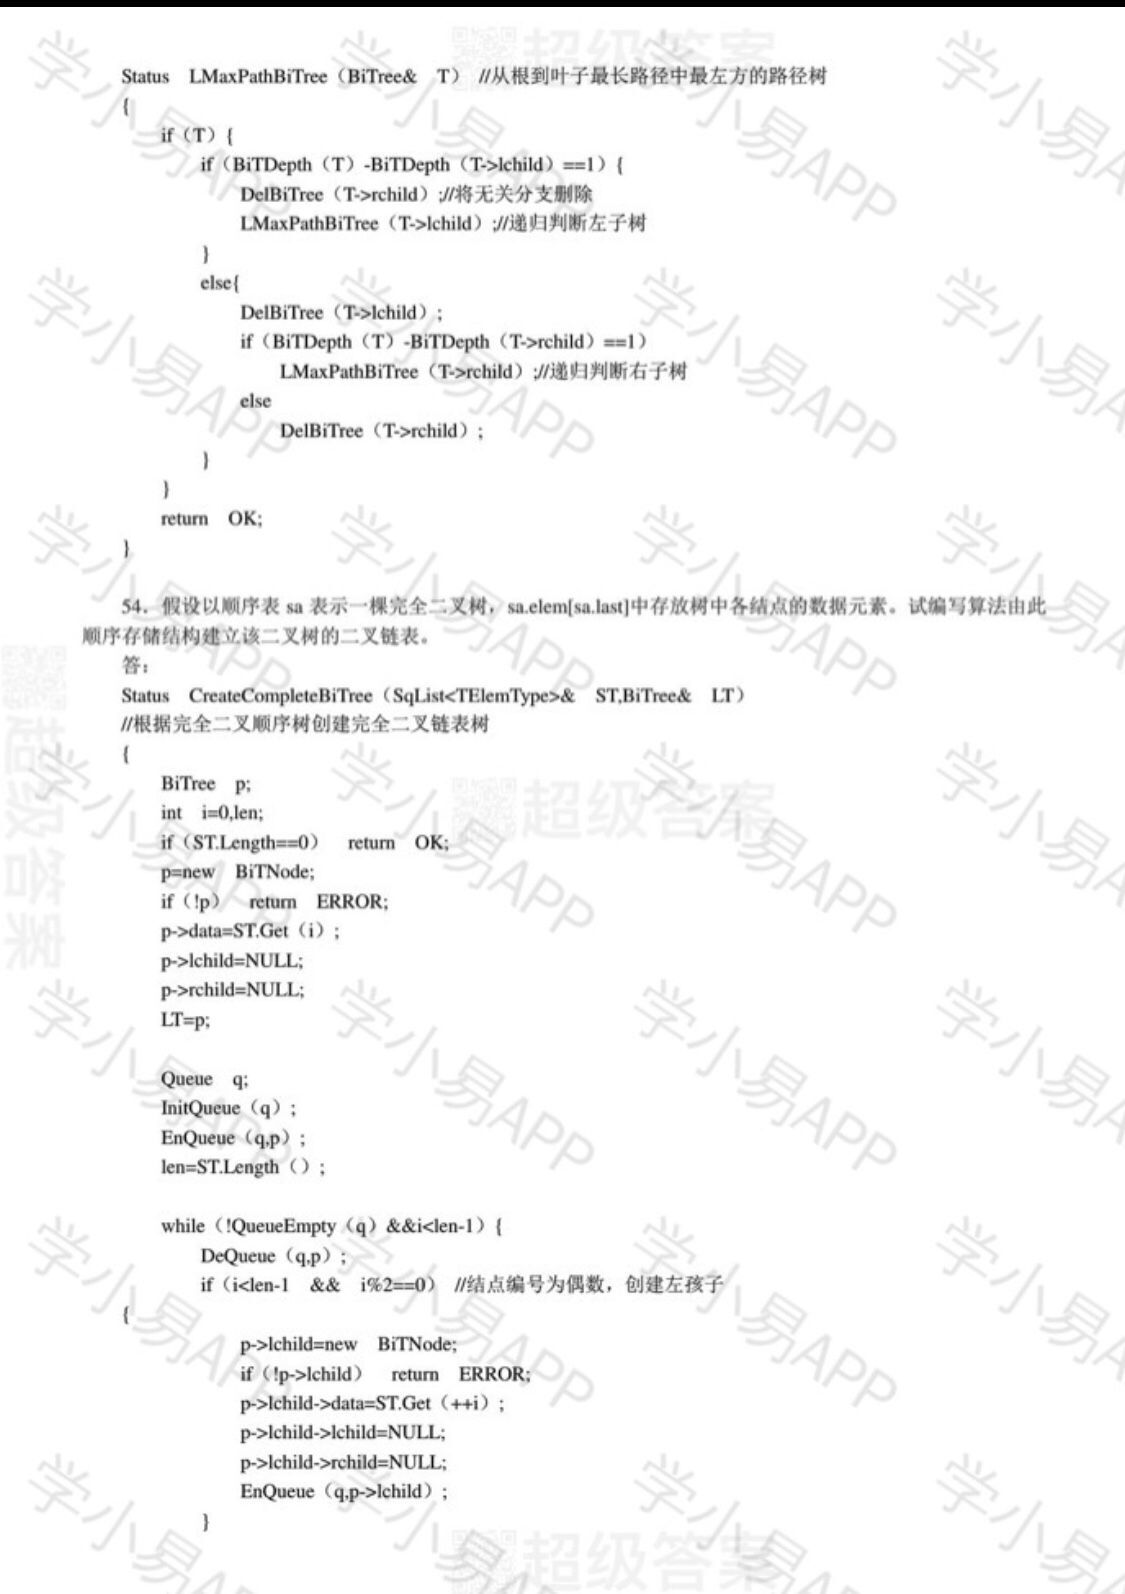 Status LMaxPathBiTree（BiTree& T） //从根到叶子最长路径中最左方的路径树
{
if（T）{
if（BiTDepth（T）-BiTDepth（T->lchild）==1）{
DelBiTree（T->rchild）;//将无关分支删除
LMaxPathBiTree（T->lchild）;//递归判断左子树
}
else{
DelBiTree（T->lchild）;
if（BiTDepth（T）-BiTDepth（T->rchild）==1）
LMaxPathBiTree（T->rchild）;//递归判断右子树
else
DelBiTree（T->rchild）;
}
}
return OK;
}
54．假设以顺序表 sa 表示一棵完全二叉树，sa.elem[sa.last]中存放树中各结点的数据元素。试编写算法由此
顺序存储结构建立该二叉树的二叉链表。
答：
Status CreateCompleteBiTree（SqList<TElemType>& ST,BiTree& LT）
//根据完全二叉顺序树创建完全二叉链表树
{
BiTree p;
int i=0,len;
if（ST.Length==0） return OK;
p=new BiTNode;
if（!p） return ERROR;
p->data=ST.Get（i）;
p->lchild=NULL;
p->rchild=NULL;
LT=p;
Queue q;
InitQueue（q）;
EnQueue（q,p）;
len=ST.Length（）;
while（!QueueEmpty（q）&&i<len-1）{
DeQueue（q,p）;
if（i<len-1 && i%2==0） //结点编号为偶数，创建左孩子
{
p->lchild=new BiTNode;
if（!p->lchild） return ERROR;
p->lchild->data=ST.Get（++i）;
p->lchild->lchild=NULL;
p->lchild->rchild=NULL;
EnQueue（q,p->lchild）;
}
学小易APP
超级答案